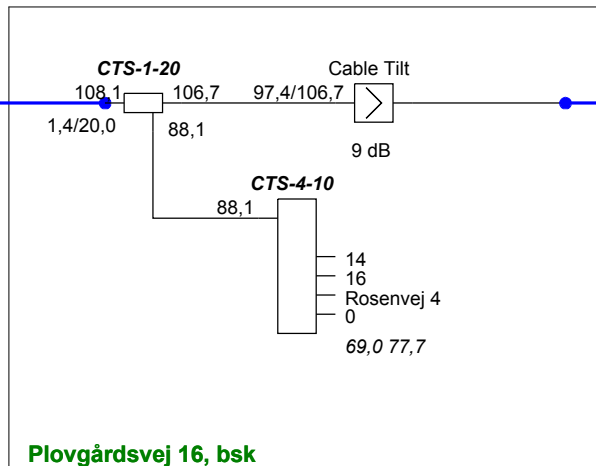 CTS-1-20
Cable Tilt
108,1
106,7
97,4/106,7
1,4/20,0
88,1
9 dB
CTS-4-10
88,1
14
16
Rosenvej 4
0
69,0 77,7
Plovgårdsvej 16, bsk